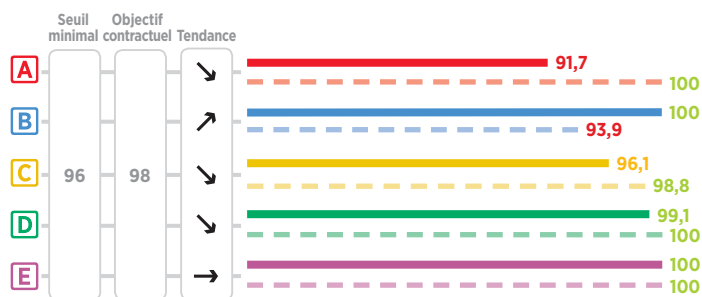 Seuil minimal
Objectif contractuel
Tendance
A
91,7
100
B
100
93,9
C
96
98
96,1
98,8
D
99,1
100
E
100
100